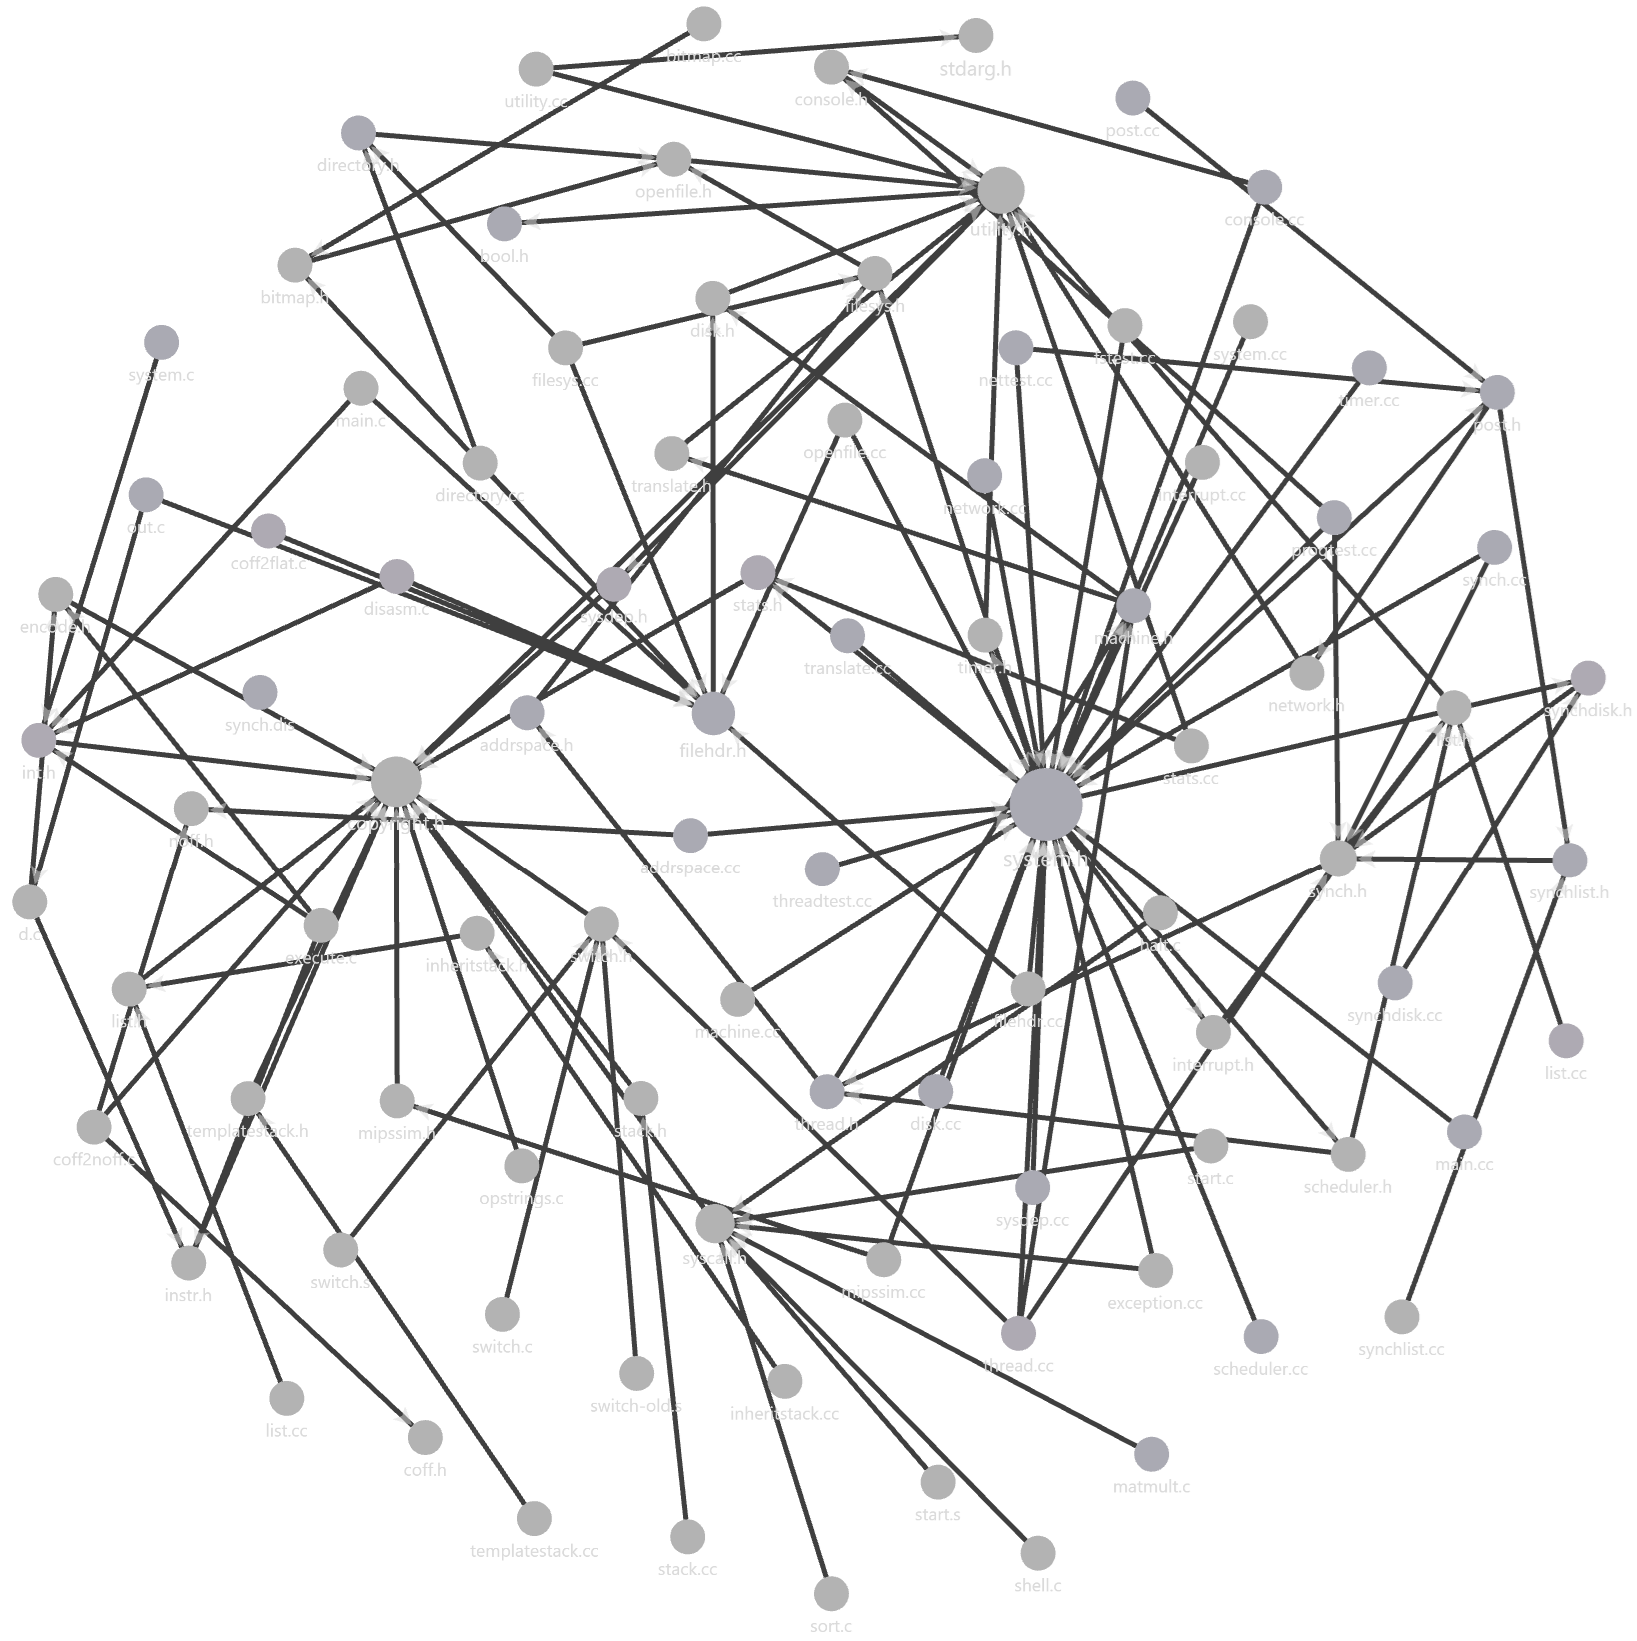 bitmap.cc
stdarg.h
utility.cc
console.h
post.cc
directory.h
openfile.h
console.cc
utility.h
bool.h
bitmap.h
filesys.h
disk.h
fstest.cc
system.cc
system.c
filesys.cc
nettest.cc
timer.cc
main.c
post.h
openfile.cc
translate.h
directory.cc
interrupt.cc
network.cc
out.c
progtest.cc
coff2flat.c
synch.cc
disasm.c
stats.h
sysdep.h
encode.h
machine.h
translate.cc
timer.h
network.h
synchdisk.h
synch.dis
list.h
addrspace.h
filehdr.h
int.h
stats.cc
copyright.h
noff.h
system.h
addrspace.cc
synch.h
synchlist.h
threadtest.cc
d.c
halt.c
switch.h
execute.c
inheritstack.h
synchdisk.cc
list.h
filehdr.cc
machine.cc
interrupt.h
list.cc
thread.h
disk.cc
templatestack.h
mipssim.h
stack.h
coff2noff.c
main.cc
start.c
scheduler.h
opstrings.c
sysdep.cc
syscall.h
switch.s
instr.h
mipssim.cc
exception.cc
switch.c
synchlist.cc
thread.cc
scheduler.cc
switch-old.s
inheritstack.cc
list.cc
coff.h
matmult.c
start.s
templatestack.cc
stack.cc
shell.c
sort.c